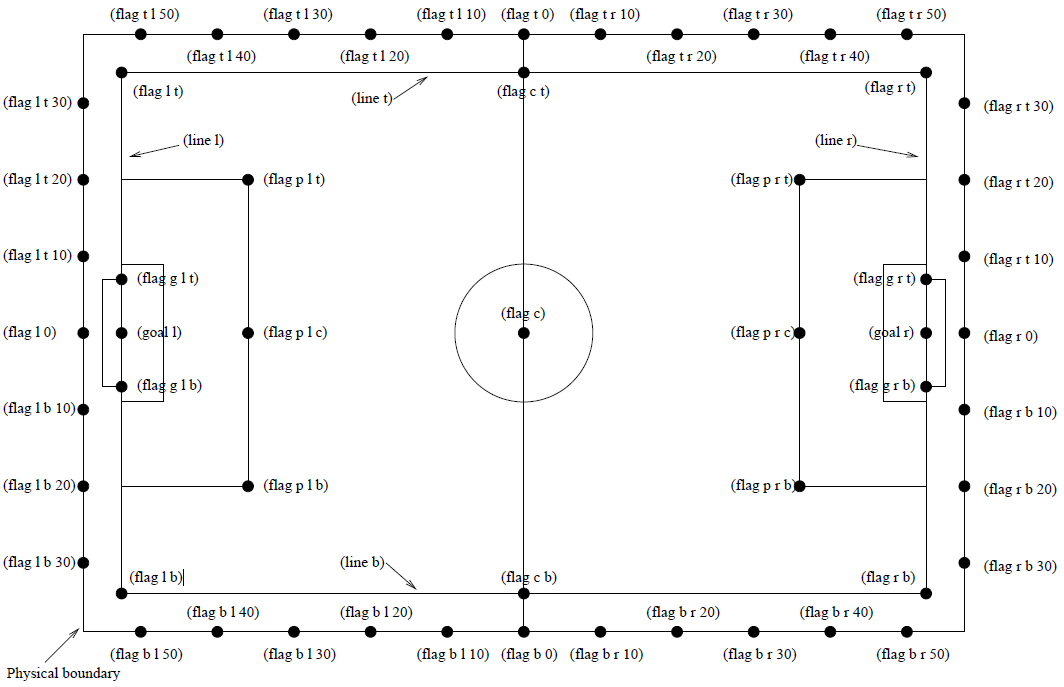 (flag t l 50) (flag t l 30) (flag t l 10) (flag t 0) (flag t r 10) (flag t r 30) (flag t r 50)
(flag t l 40) (flag t l 20) (flag t r 20) (flag t r 40)
(flag l t) (line t) (flag c t) (flag r t)
(flag l t 30) (flag r t 30)
(line l) (line r)
(flag l t 20) (flag p l t) (flag p r t) (flag r t 20)
(flag l t 10) (flag r t 10)
(flag g l t) (flag g r t)
(flag c)
(flag l 0) (goal l) (flag p l c) (flag p r c) (goal r) (flag r 0)
(flag g l b) (flag g r b)
(flag l b 10) (flag r b 10)
(flag l b 20) (flag p l b) (flag p r b) (flag r b 20)
(flag l b 30) (line b) (flag r b 30)
(flag l b) (flag c b) (flag r b)
(flag b l 40) (flag b l 20) (flag b r 20) (flag b r 40)
(flag b l 50) (flag b l 30) (flag b l 10) (flag b 0) (flag b r 10) (flag b r 30) (flag b r 50)
Physical boundary